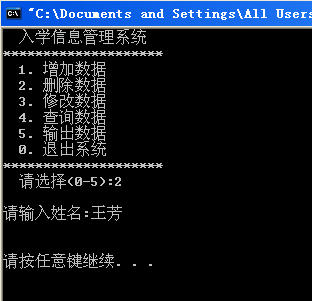 "C:\Documents and Settings\All Users
入学信息管理系统
********************
1. 增加数据
2. 删除数据
3. 修改数据
4. 查询数据
5. 输出数据
0. 退出系统
********************
请选择(0-5):2
请输入姓名:王芳
请按任意键继续. . .